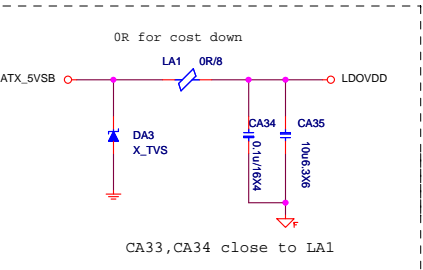 0R for cost down
LA1 0R/8
ATX_5VSB
LDOVDD
DA3
X_TVS
CA34
0.1u/16X4
CA35
10u6.3X6
F
CA33,CA34 close to LA1